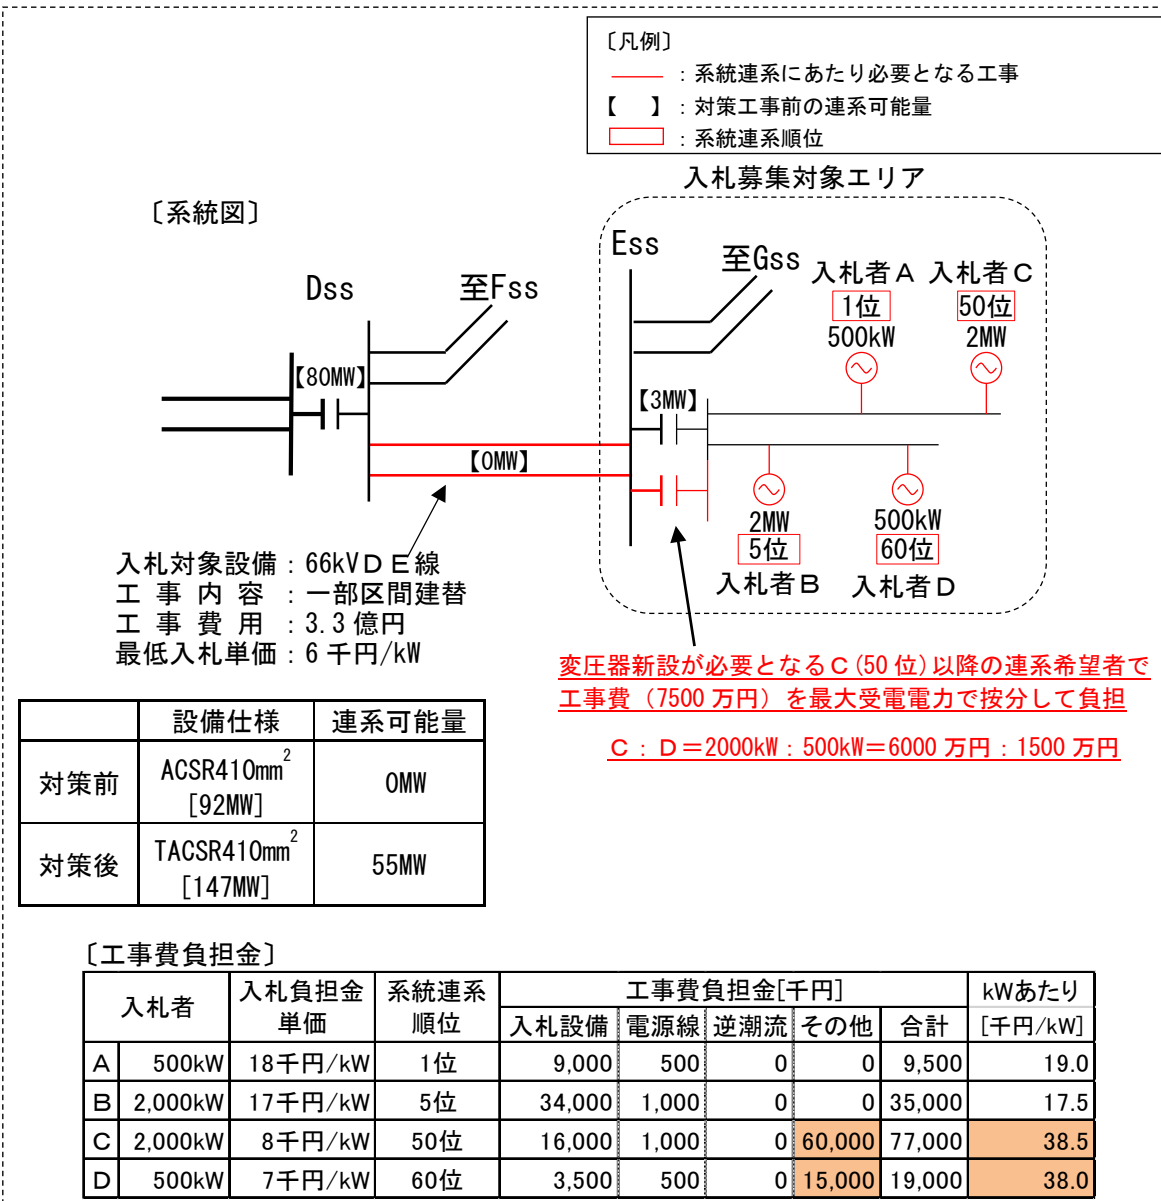 〔凡例〕
：系統連系にあたり必要となる工事
【　】：対策工事前の連系可能量
：系統連系順位
入札募集対象エリア
〔系統図〕
Ess
至Gss
入札者A 入札者C
Dss
至Fss
1位 50位
500kW 2MW
【80MW】
【3MW】
【0MW】
2MW 500kW
5位 60位
入札者B 入札者D
入札対象設備：66kVＤＥ線
工事内容：一部区間建替
工事費用：3.3億円
最低入札単価：6千円/kW
変圧器新設が必要となるC(50位)以降の連系希望者で
工事費（7500万円）を最大受電電力で按分して負担
C：D＝2000kW：500kW＝6000万円：1500万円
設備仕様 連系可能量
対策前 ACSR410mm² [92MW] 0MW
対策後 TACSR410mm² [147MW] 55MW
〔工事費負担金〕
入札者 入札負担金単価 系統連系順位 工事費負担金[千円] kWあたり[千円/kW]
入札設備 電源線 逆潮流 その他 合計
A 500kW 18千円/kW 1位 9,000 500 0 0 9,500 19.0
B 2,000kW 17千円/kW 5位 34,000 1,000 0 0 35,000 17.5
C 2,000kW 8千円/kW 50位 16,000 1,000 0 60,000 77,000 38.5
D 500kW 7千円/kW 60位 3,500 500 0 15,000 19,000 38.0